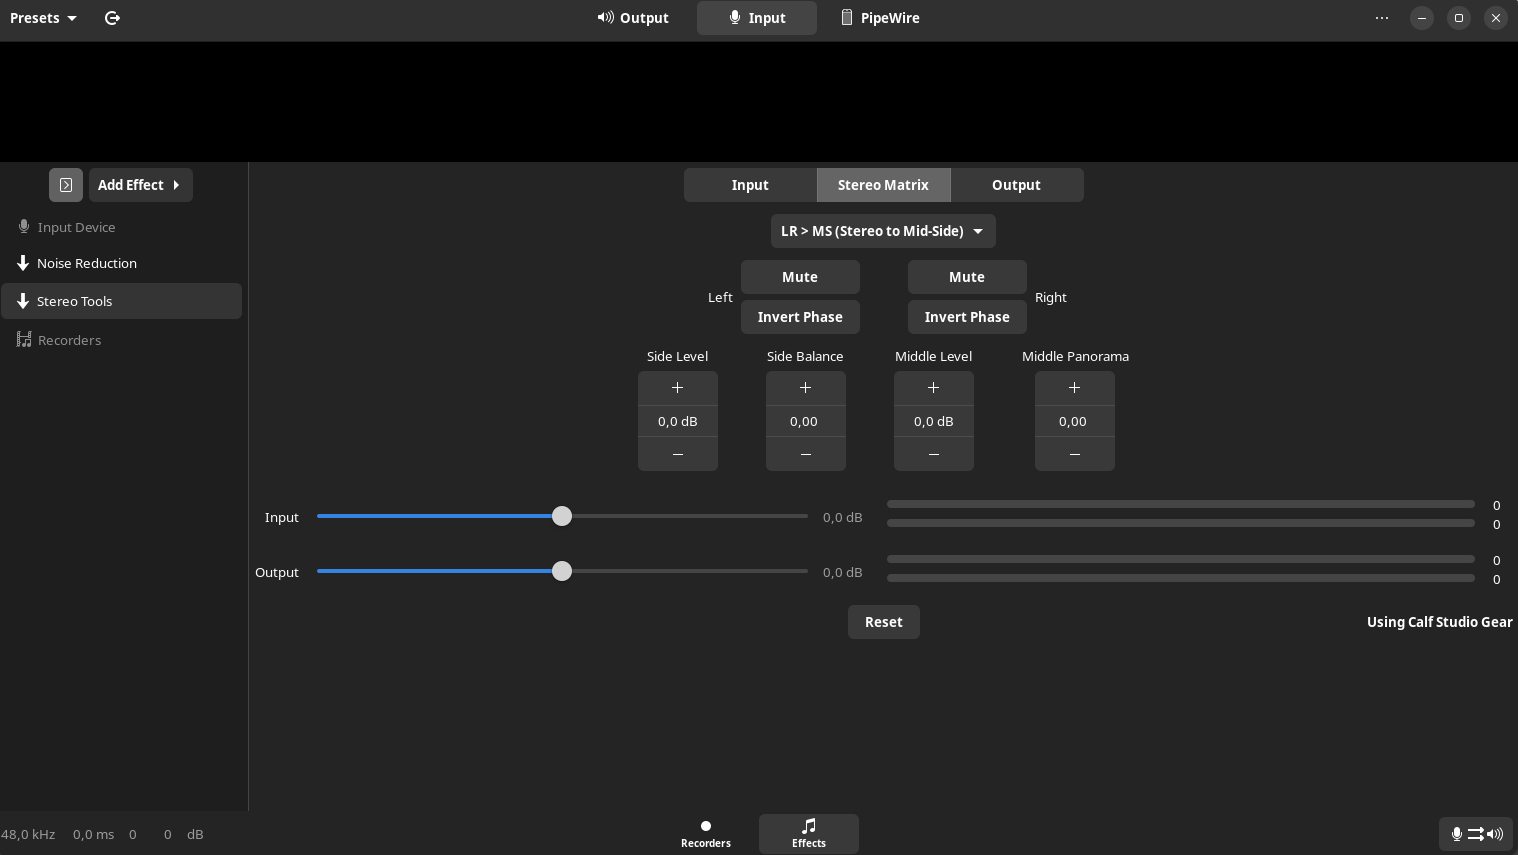 Presets
Output
Input
PipeWire
Add Effect
Input
Stereo Matrix
Output
Input Device
LR > MS (Stereo to Mid-Side)
Noise Reduction
Mute
Mute
Left
Right
Stereo Tools
Invert Phase
Invert Phase
Recorders
Side Level
Side Balance
Middle Level
Middle Panorama
0,0 dB
0,00
0,0 dB
0,00
Input
0,0 dB
0
0
Output
0,0 dB
0
0
Reset
Using Calf Studio Gear
48,0 kHz
0,0 ms
0
0
dB
Recorders
Effects